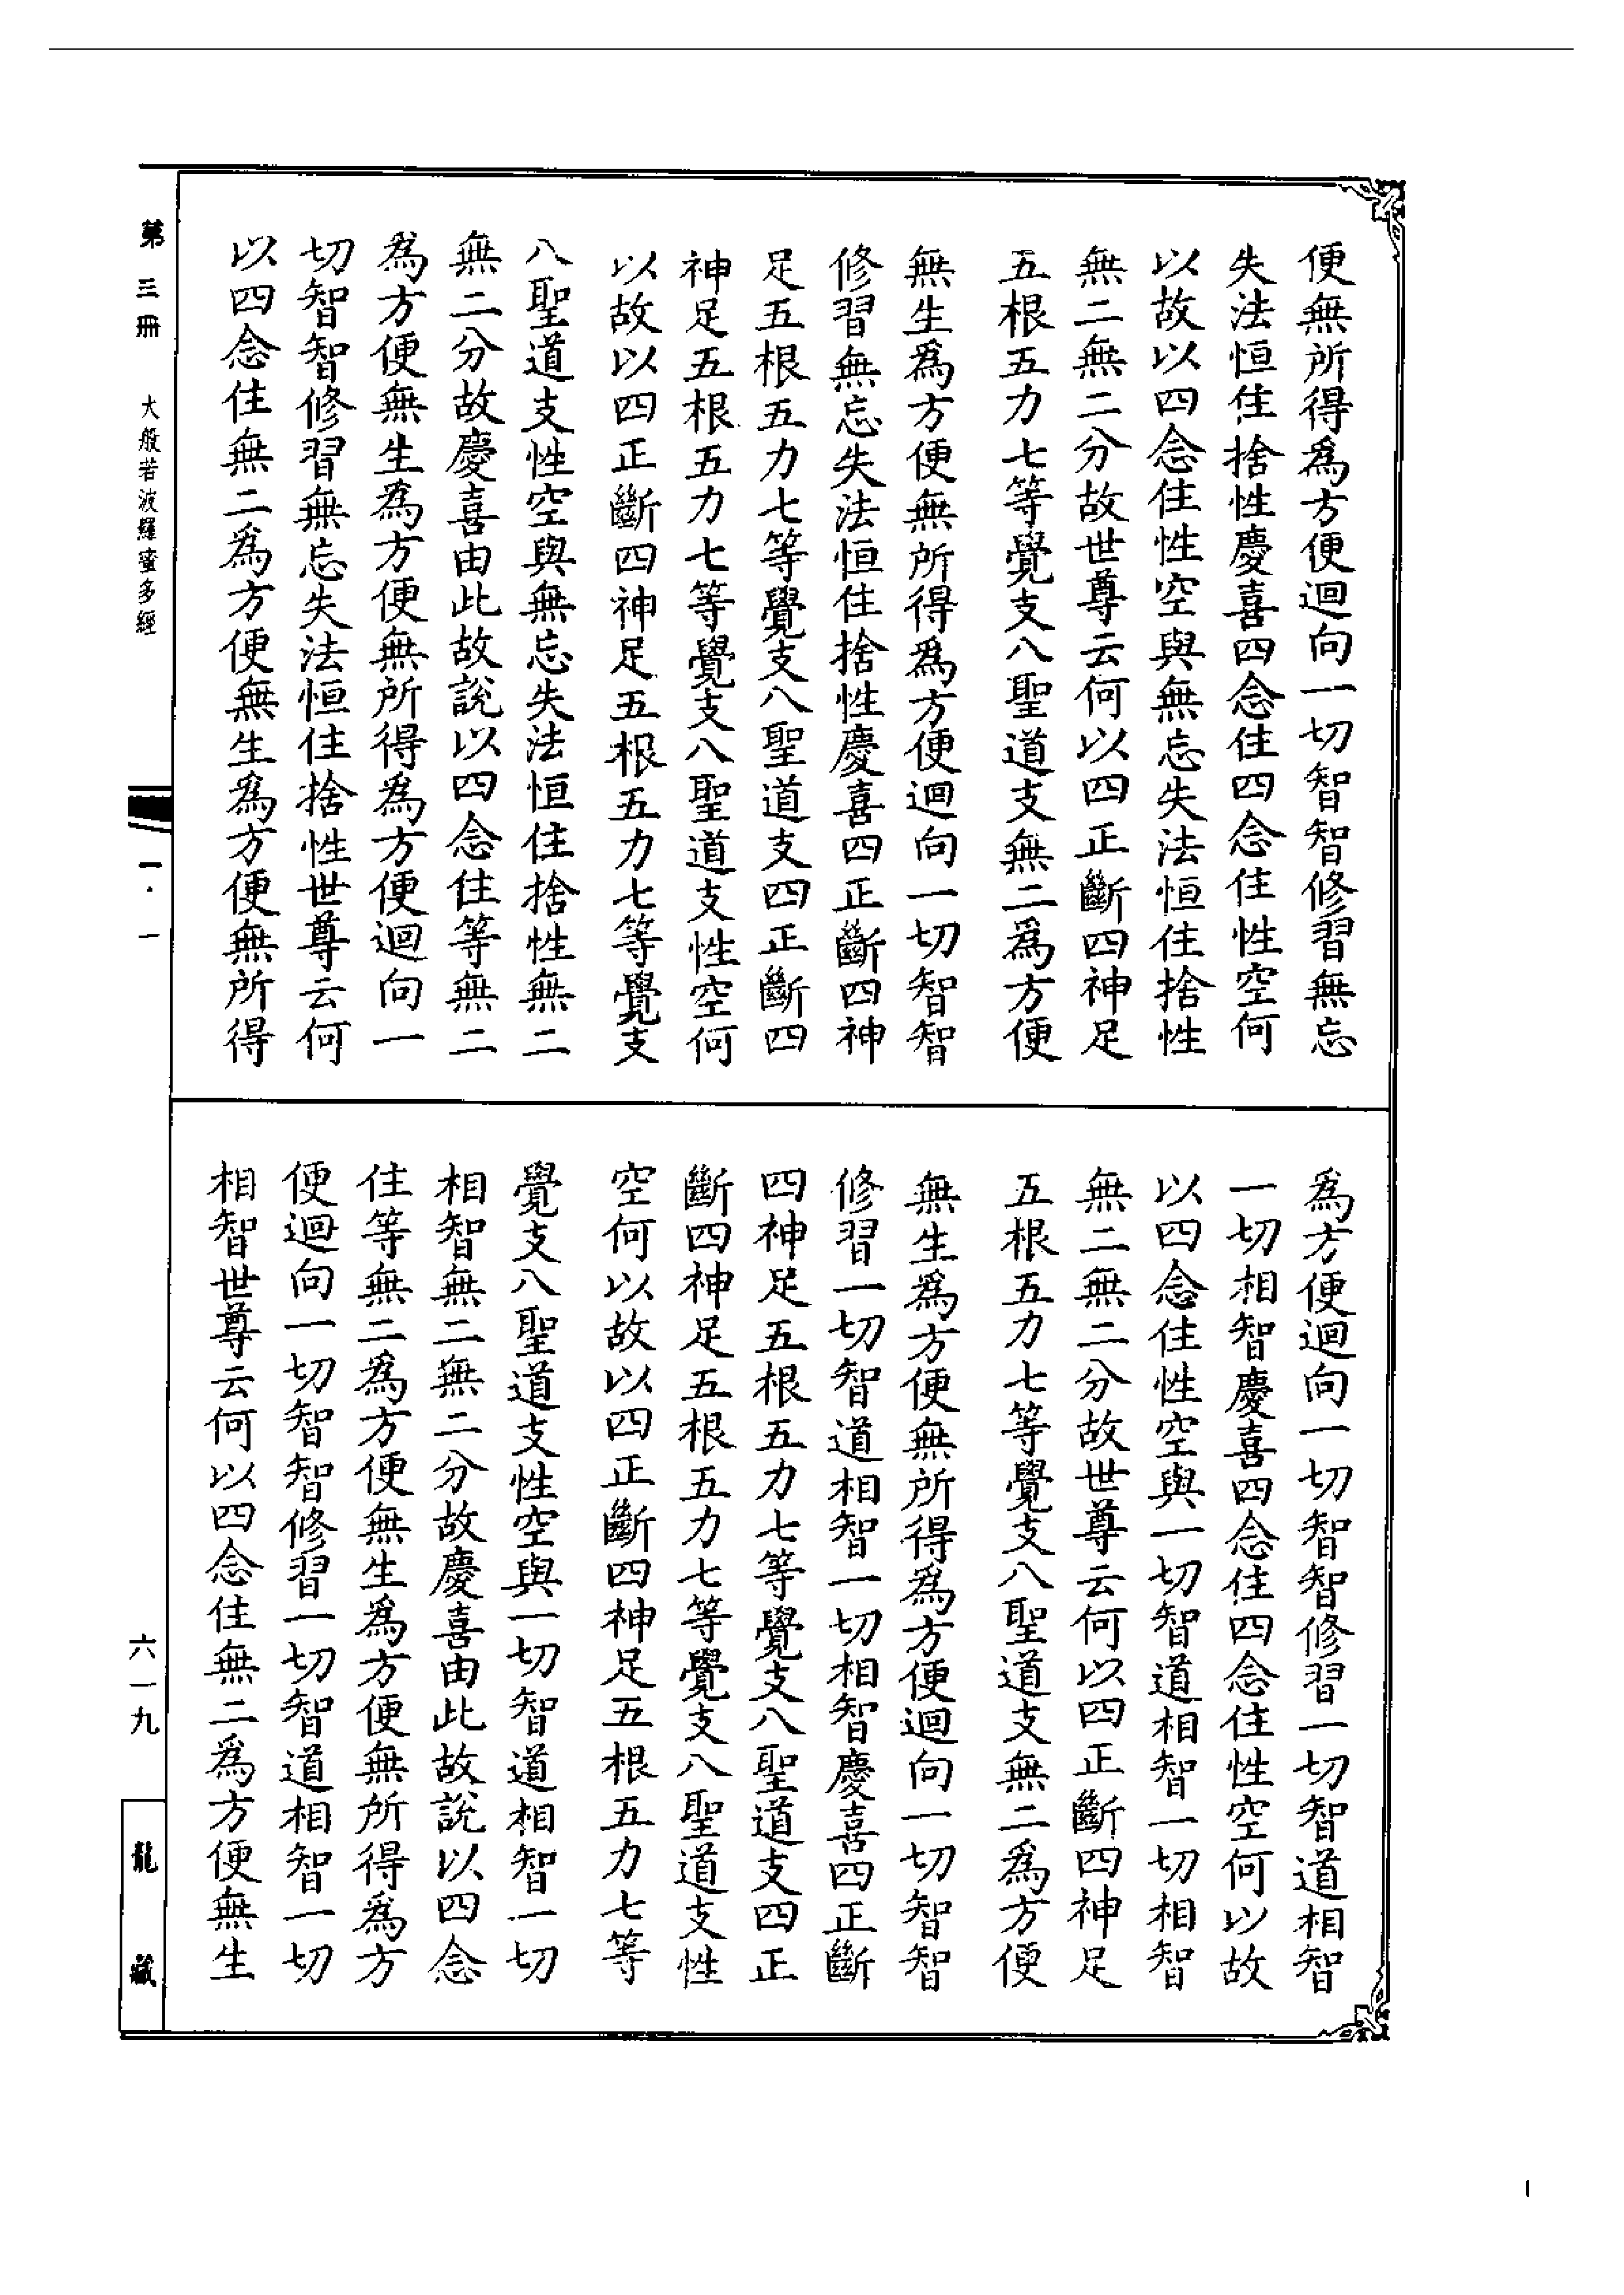 便無所得爲方便迴向一切智智修習無忘
失法恒住捨性慶喜四念住四念住性空何
以故以四念住性空與無忘失法恒住捨性
無二無二分故世尊云何以四正斷四神足
五根五力七等覺支八聖道支無二爲方便
無生爲方便無所得爲方便迴向一切智智
修習無忘失法恒住捨性慶喜四正斷四神
足五根五力七等覺支八聖道支四正斷四
神足五根五力七等覺支八聖道支性空何
以故以四正斷四神足五根五力七等覺支
八聖道支性空與無忘失法恒住捨性無二
無二分故慶喜由此故說以四念住等無二
爲方便無生爲方便無所得爲方便迴向一
切智智修習無忘失法恒住捨性世尊云何
以四念住無二爲方便無生爲方便無所得
爲方便迴向一切智智修習一切智道相智
一切相智慶喜四念住四念住性空何以故
以四念住性空與一切智道相智一切相智
無二無二分故世尊云何以四正斷四神足
五根五力七等覺支八聖道支無二爲方便
無生爲方便無所得爲方便迴向一切智智
修習一切智道相智一切相智慶喜四正斷
四神足五根五力七等覺支八聖道支四正
斷四神足五根五力七等覺支八聖道支性
空何以故以四正斷四神足五根五力七等
覺支八聖道支性空與一切智道相智一切
相智無二無二分故慶喜由此故說以四念
住等無二爲方便無生爲方便無所得爲方
便迴向一切智智修習一切智道相智一切
相智世尊云何以四念住無二爲方便無生
第三冊 大般若波羅蜜多經
一·一
六一九
龍藏